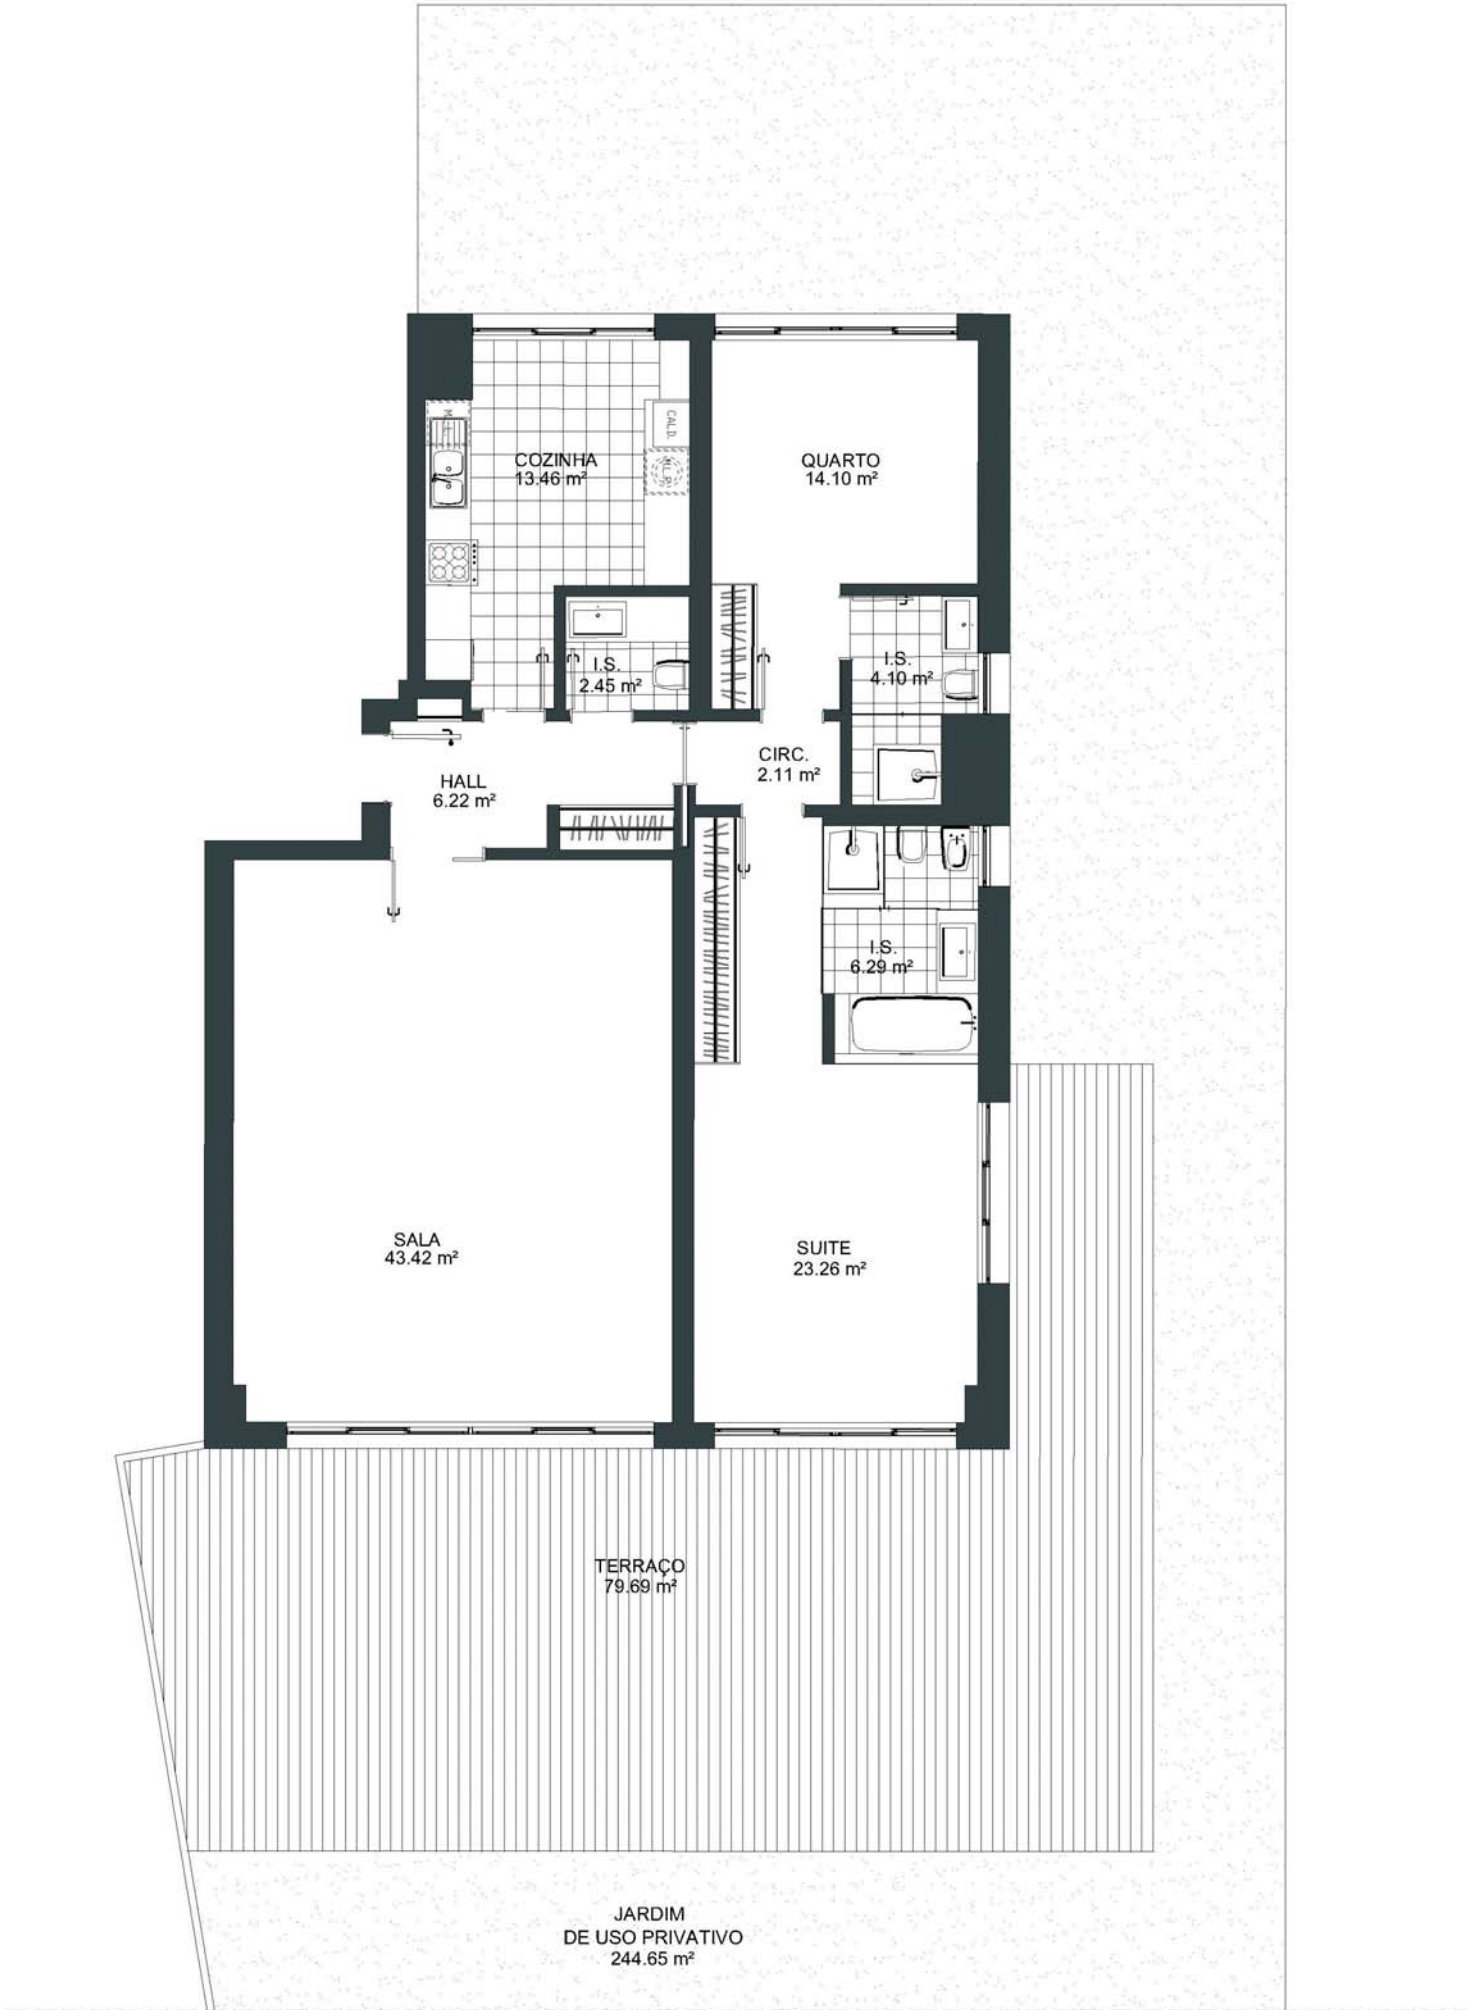 M.L.
CALD.
COZINHA
13.46 m²
M.L.R.
QUARTO
14.10 m²
I.S.
2.45 m²
I.S.
4.10 m²
HALL
6.22 m²
CIRC.
2.11 m²
I.S.
6.29 m²
SALA
43.42 m²
SUITE
23.26 m²
TERRAÇO
79.69 m²
JARDIM
DE USO PRIVATIVO
244.65 m²